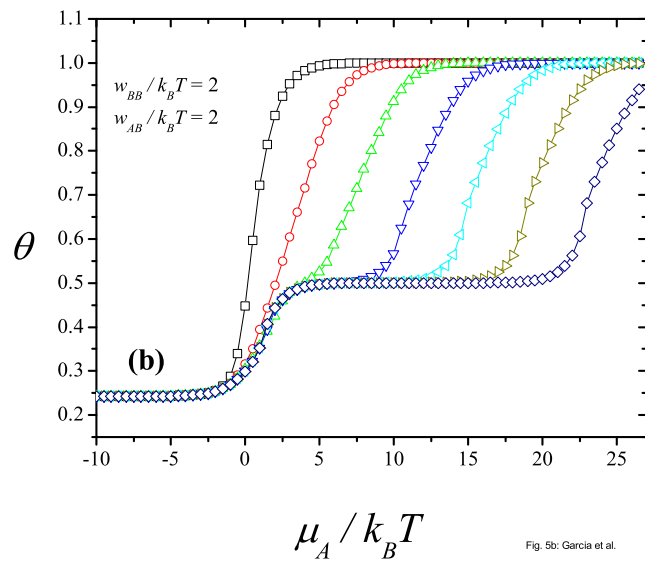 1.0
0.9
0.8
0.7
0.6
0.5
0.4
0.3
0.2
w_BB / k_B T = 2
w_AB / k_B T = 2
θ
(b)
-10 -5 0 5 10 15 20 25
μ_A / k_B T
Fig. 5b: Garcia et al.